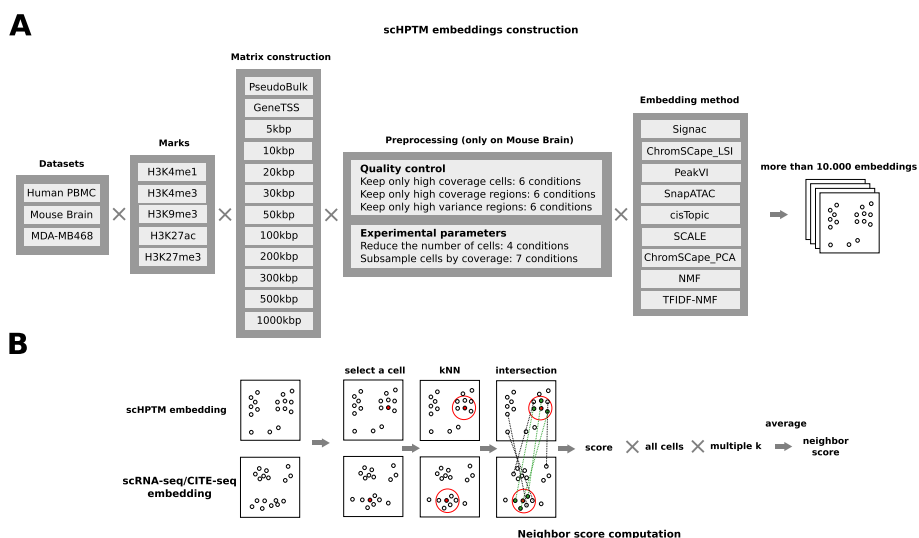 A
scHPTM embeddings construction
Datasets
Human PBMC
Mouse Brain
MDA-MB468
Marks
H3K4me1
H3K4me3
H3K9me3
H3K27ac
H3K27me3
Matrix construction
PseudoBulk
GeneTSS
5kbp
10kbp
20kbp
30kbp
50kbp
100kbp
200kbp
300kbp
500kbp
1000kbp
Preprocessing (only on Mouse Brain)
Quality control
Keep only high coverage cells: 6 conditions
Keep only high coverage regions: 6 conditions
Keep only high variance regions: 6 conditions
Experimental parameters
Reduce the number of cells: 4 conditions
Subsample cells by coverage: 7 conditions
Embedding method
Signac
ChromSCape_LSI
PeakVI
SnapATAC
cisTopic
SCALE
ChromSCape_PCA
NMF
TFIDF-NMF
more than 10.000 embeddings
B
select a cell
kNN
intersection
scHPTM embedding
scRNA-seq/CITE-seq
embedding
score
all cells
multiple k
average
neighbor
score
Neighbor score computation